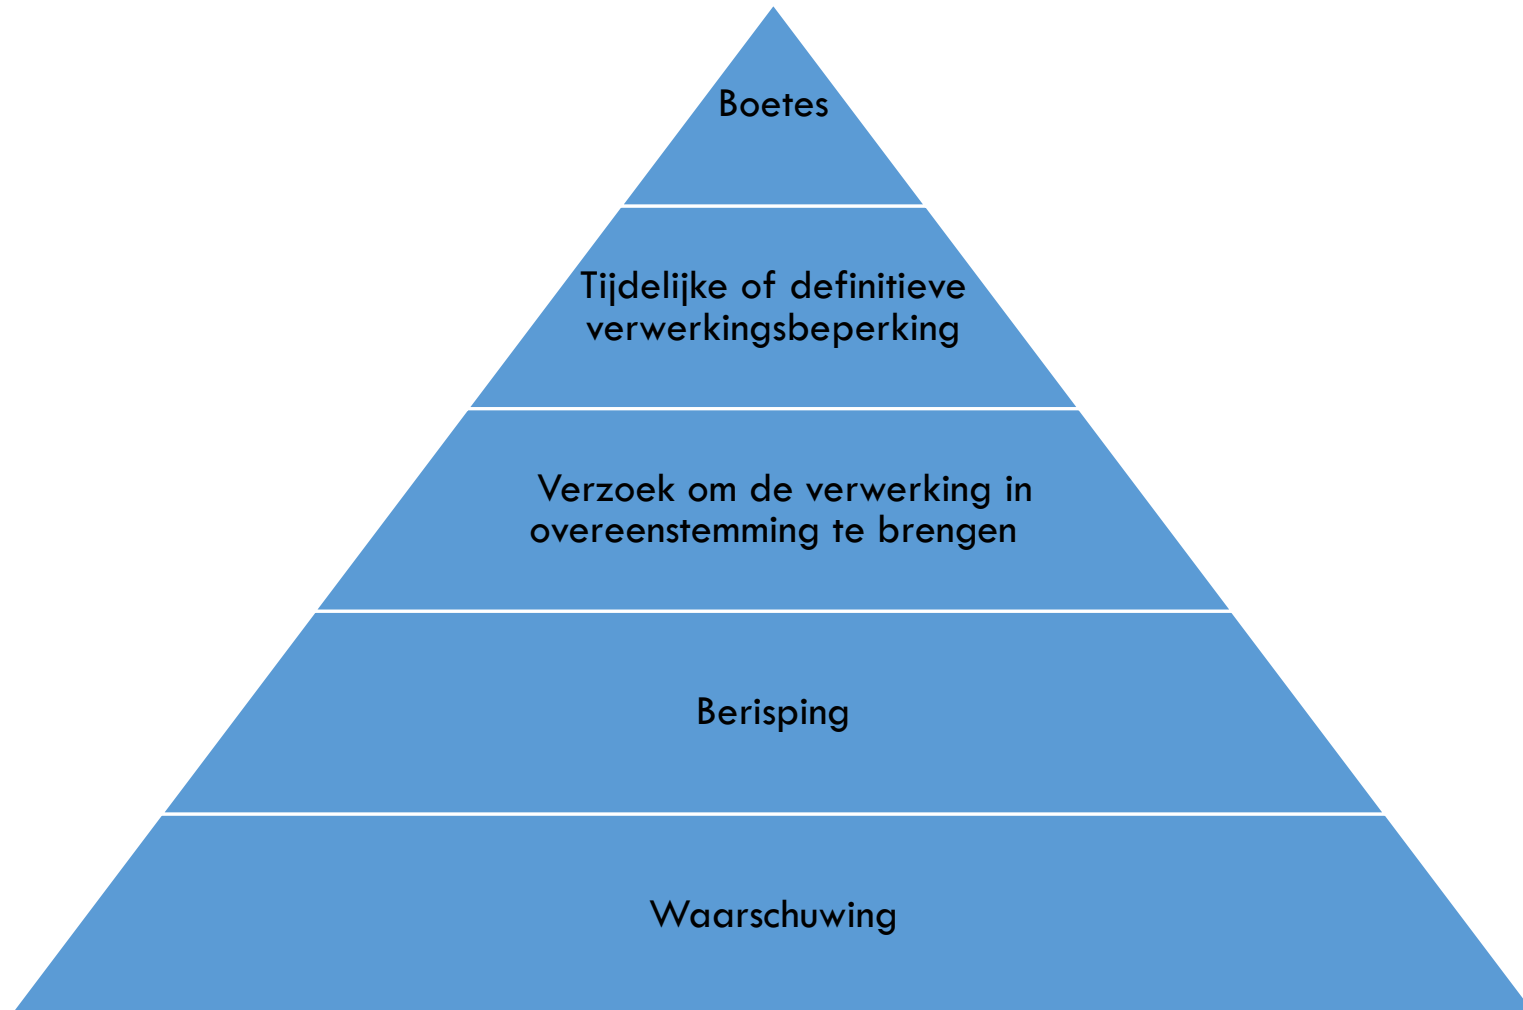 Boetes
Tijdelijke of definitieve
verwerkingsbeperking
Verzoek om de verwerking in
overeenstemming te brengen
Berisping
Waarschuwing